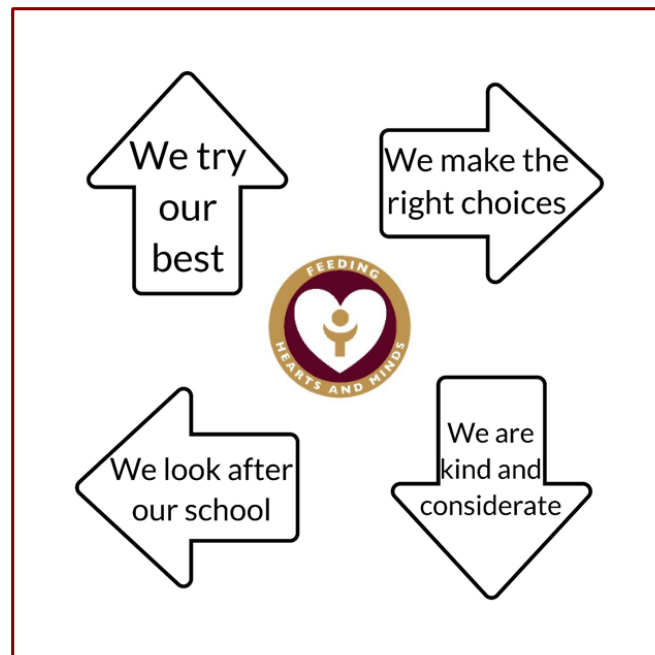 We try
our
best
We make the
right choices
FEEDING
HEARTS AND MINDS
We look after
our school
We are
kind and
considerate